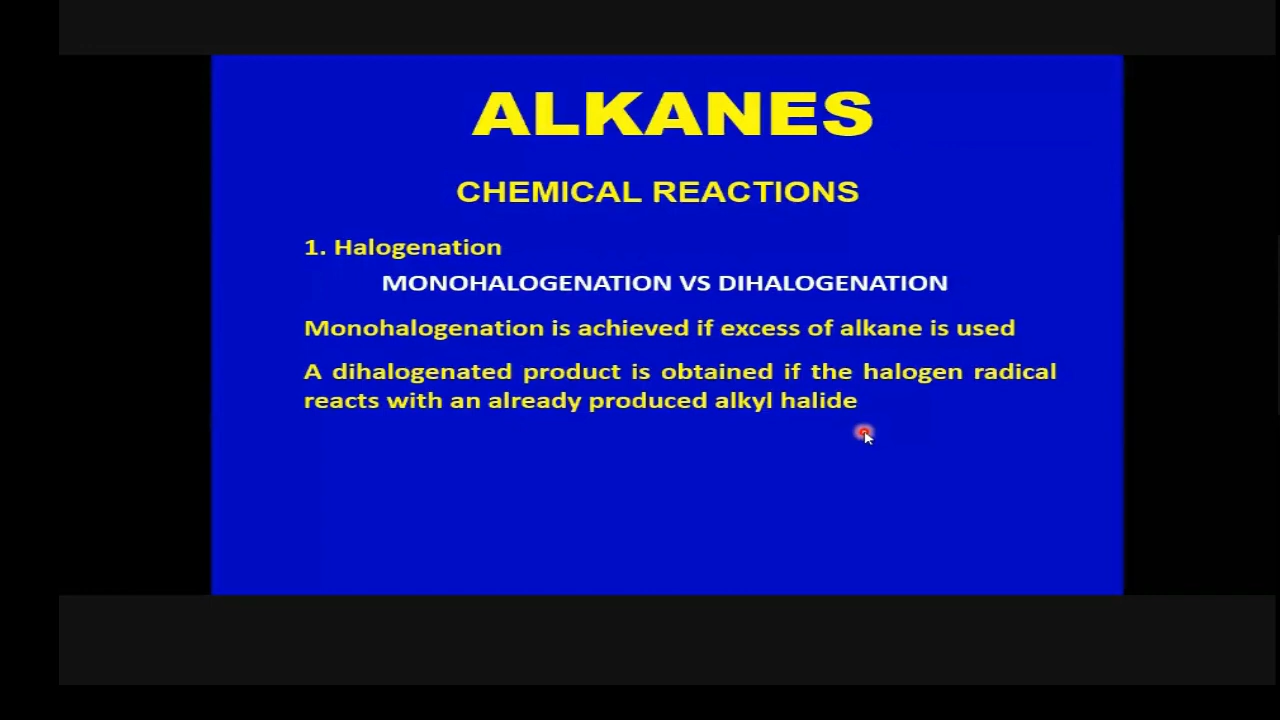 ALKANES
CHEMICAL REACTIONS
1. Halogenation
MONOHALOGENATION VS DIHALOGENATION
Monohalogenation is achieved if excess of alkane is used
A dihalogenated product is obtained if the halogen radical
reacts with an already produced alkyl halide